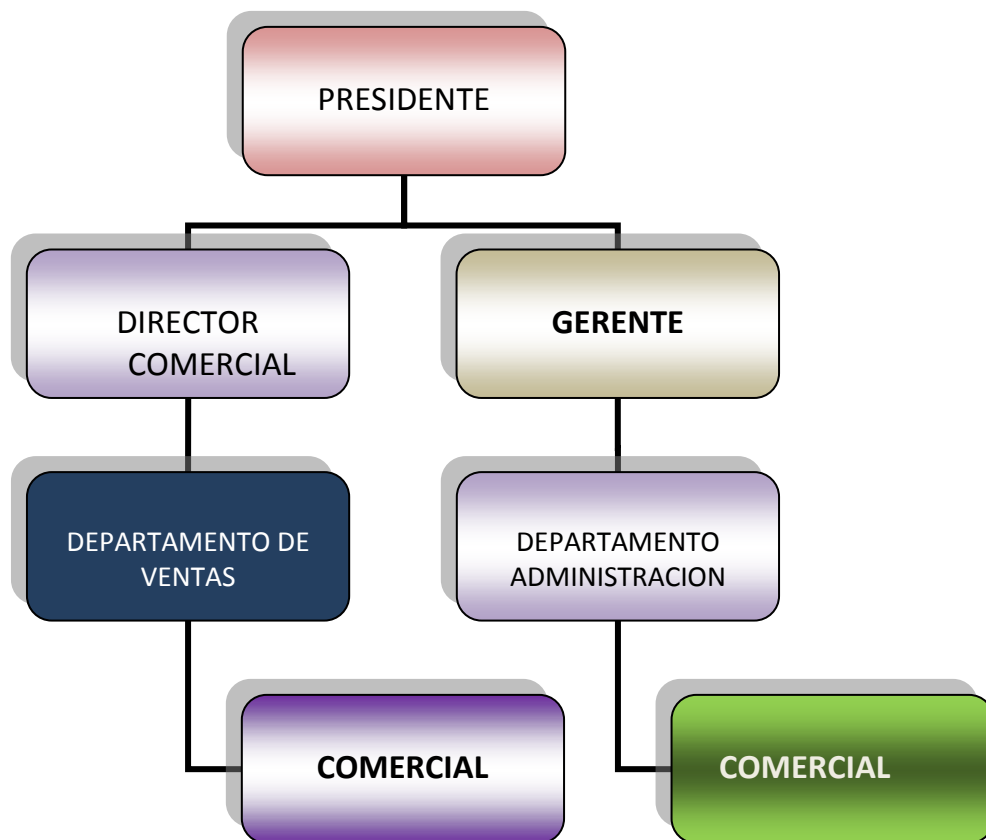 PRESIDENTE
DIRECTOR
COMERCIAL
GERENTE
DEPARTAMENTO DE
VENTAS
DEPARTAMENTO
ADMINISTRACION
COMERCIAL
COMERCIAL